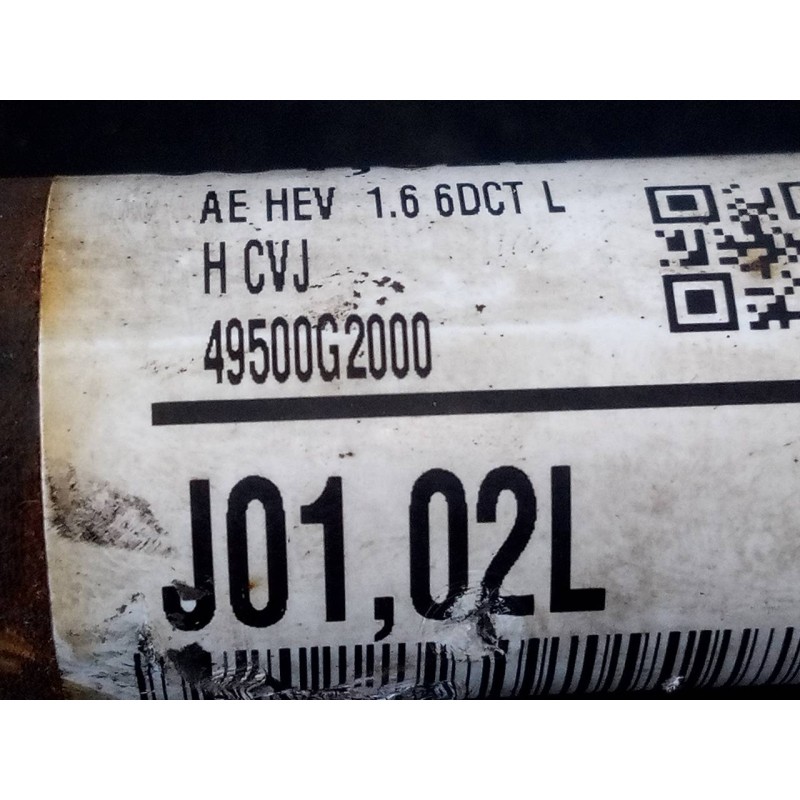 AE HEV 1.6 6DCT L
H CVJ
49500G2000
J01,02L